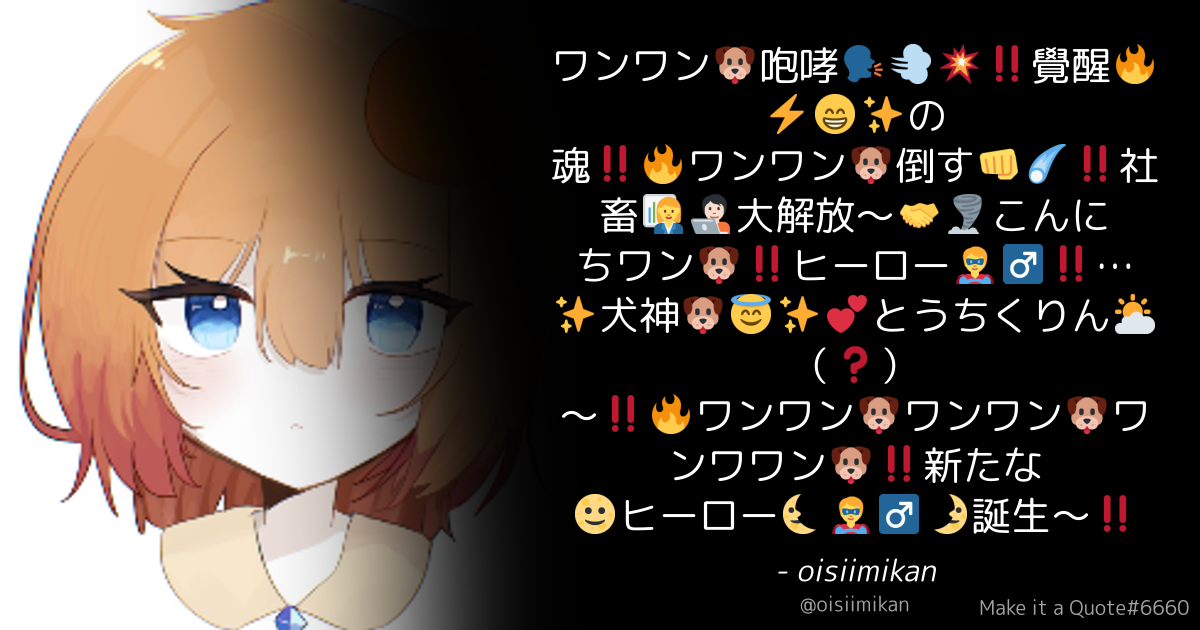 ワンワン🐶咆哮🗣💨💥‼覺醒🔥
⚡😁✨の
魂‼🔥ワンワン🐶倒す👊☄‼社
畜👩‍💼🧑🏻‍💻大解放〜🤝🌪こんに
ちワン🐶‼ヒーロー🦸♂‼…
✨犬神🐶😇✨💕とうちくりん🌥
(❓)
〜‼🔥ワンワン🐶ワンワン🐶ワ
ンワワン🐶‼新たな
🙂ヒーロー🌜🦸♂🌛誕生〜‼
- oisiimikan
@oisiimikan
Make it a Quote#6660